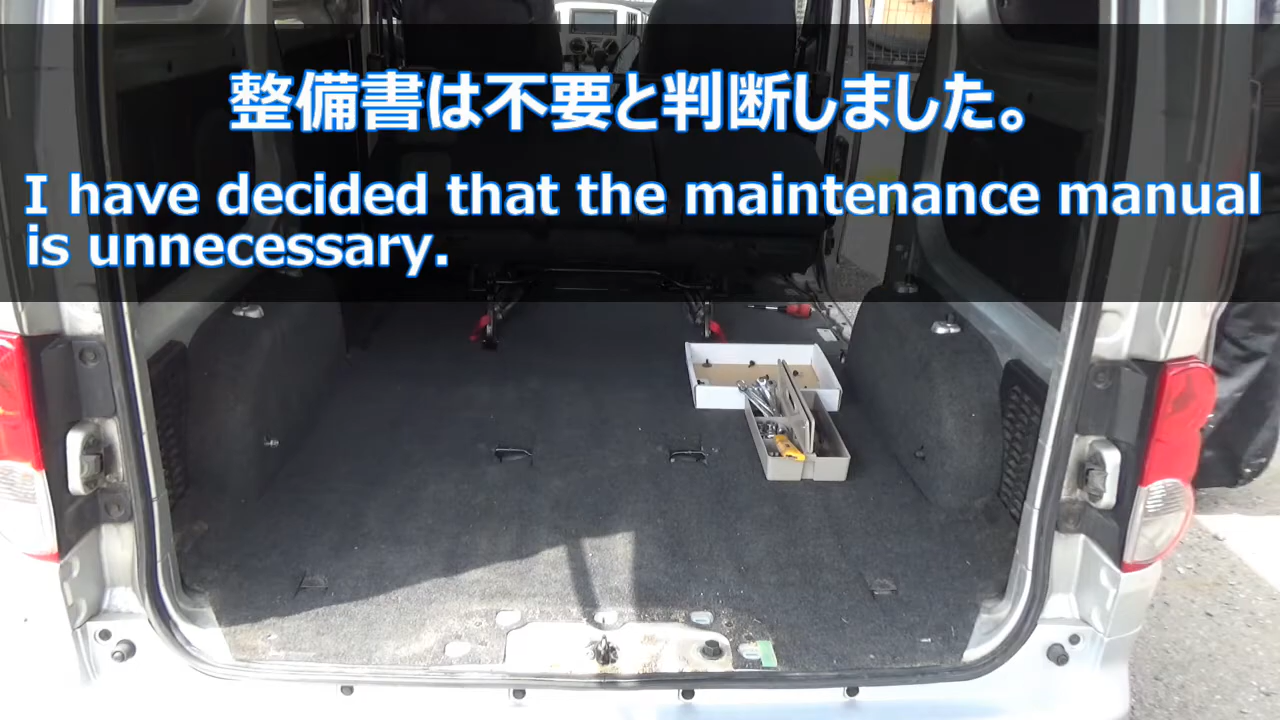 整備書は不要と判断しました。
I have decided that the maintenance manual
is unnecessary.